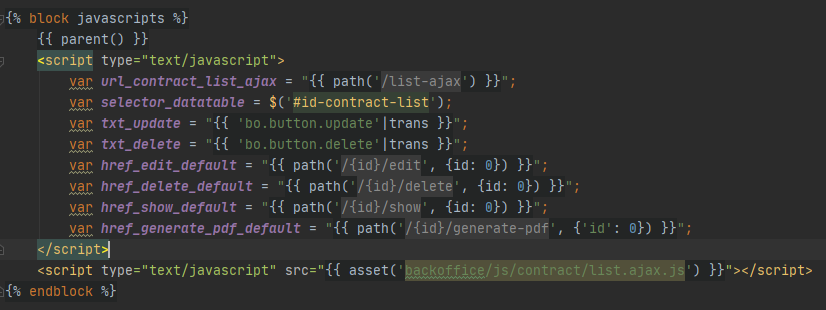 {% block javascripts %}
{{ parent() }}
<script type="text/javascript">
var url_contract_list_ajax = "{{ path('/list-ajax') }}";
var selector_datatable = $('#id-contract-list');
var txt_update = "{{ 'bo.button.update'|trans }}";
var txt_delete = "{{ 'bo.button.delete'|trans }}";
var href_edit_default = "{{ path('/{id}/edit', {id: 0}) }}";
var href_delete_default = "{{ path('/{id}/delete', {id: 0}) }}";
var href_show_default = "{{ path('/{id}/show', {id: 0}) }}";
var href_generate_pdf_default = "{{ path('/{id}/generate-pdf', {'id': 0}) }}";
</script>
<script type="text/javascript" src="{{ asset('backoffice/js/contract/list.ajax.js') }}"></script>
{% endblock %}